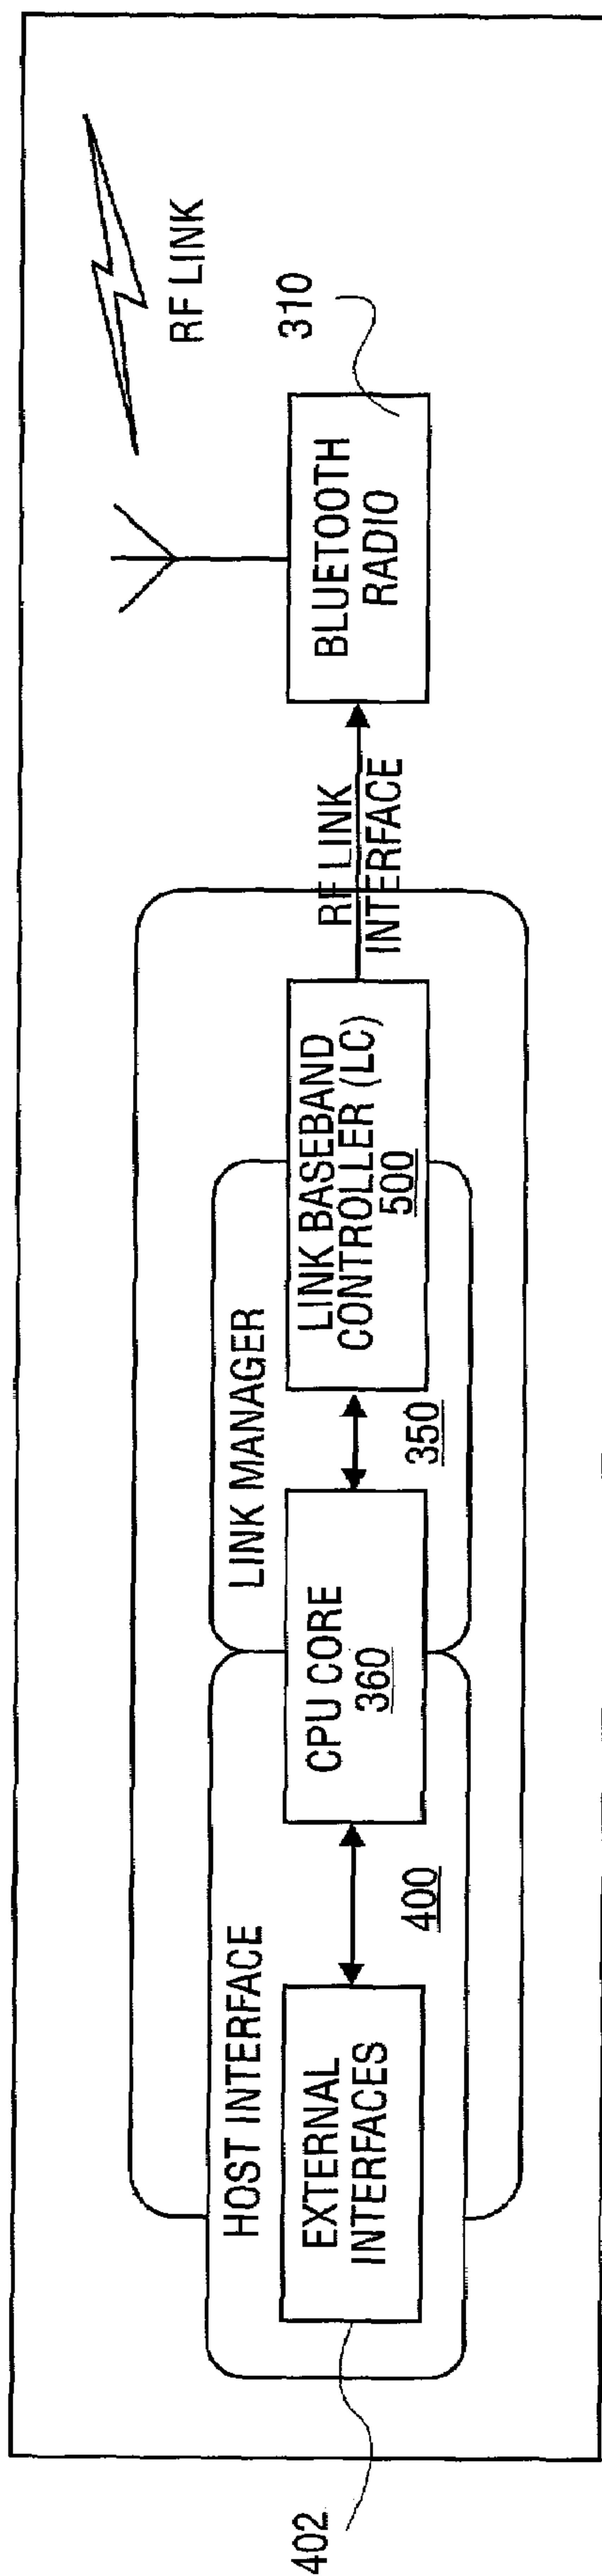 402
HOST INTERFACE
EXTERNAL
INTERFACES
400
CPU CORE
360
LINK MANAGER
350
LINK BASEBAND
CONTROLLER (LC)
500
RF LINK
INTERFACE
BLUETOOTH
RADIO
310
RF LINK